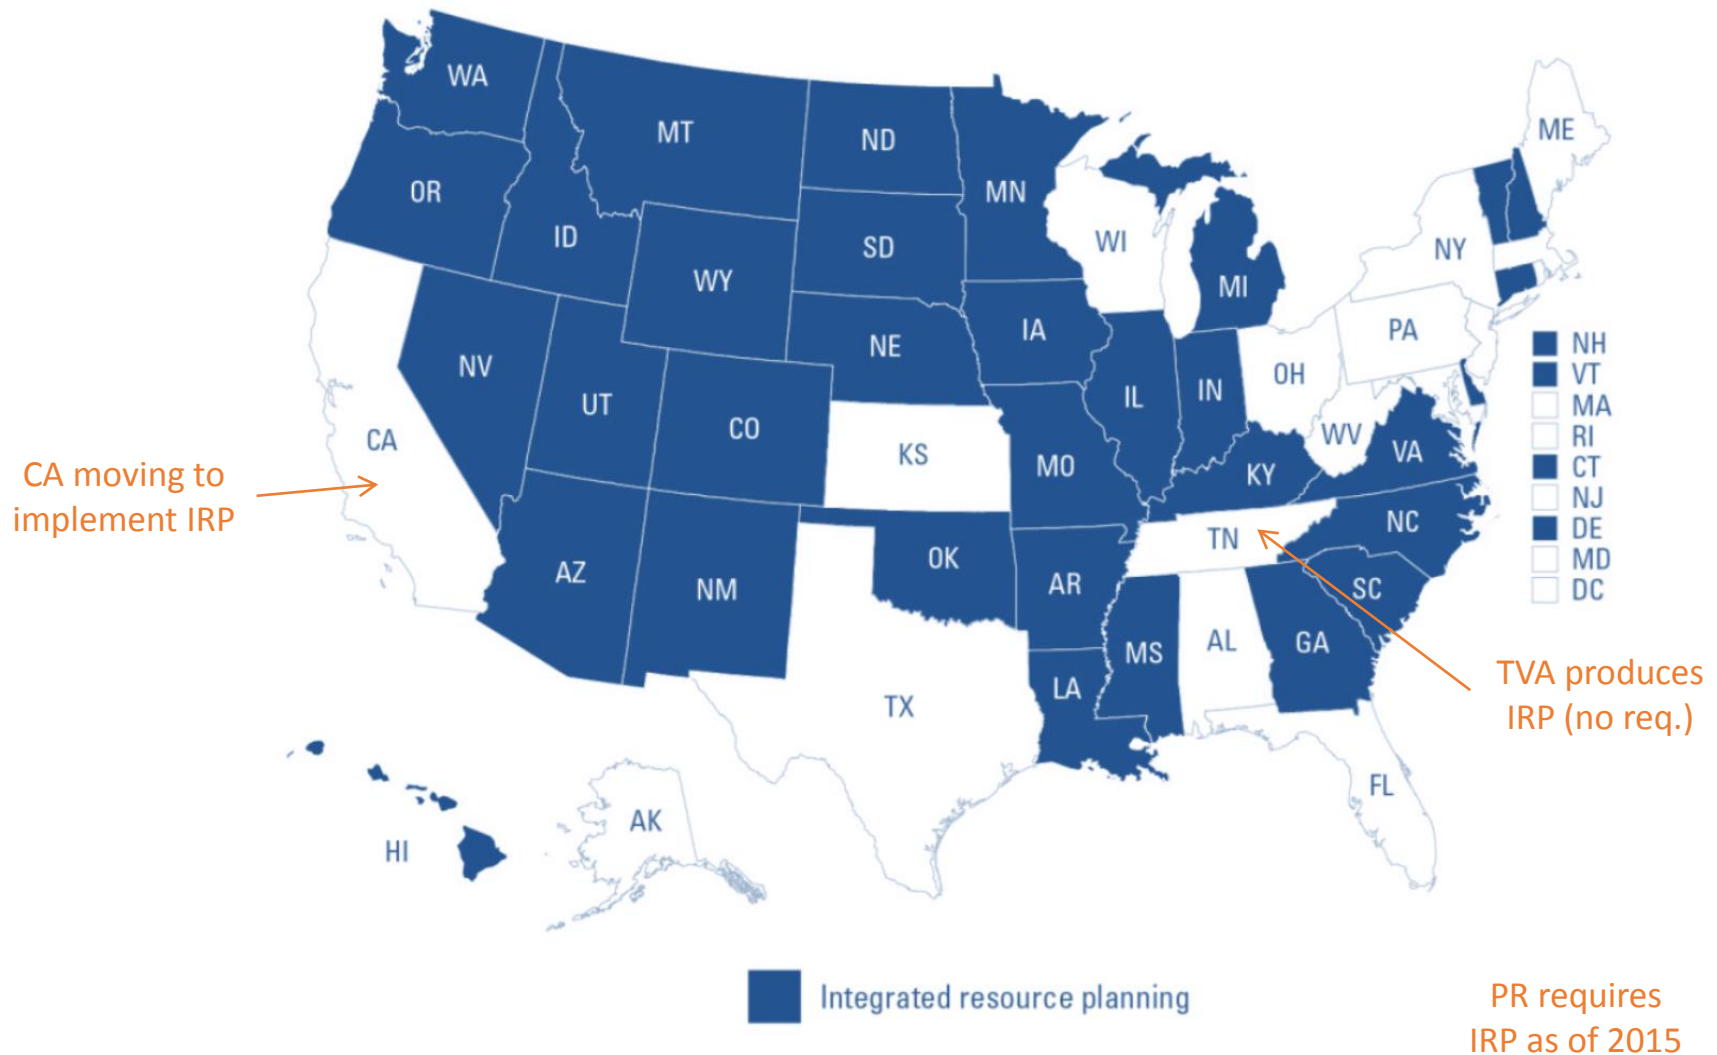 WA
MT
ND
MN
ME
OR
ID
SD
WI
NY
WY
MI
IA
PA
NE
NV
OH
NH
UT
IL
IN
VT
CO
MA
CA
WV
RI
KS
MO
VA
CT
KY
NJ
CA moving to
implement IRP
NC
DE
TN
MD
OK
AZ
AR
SC
DC
NM
MS
AL
GA
LA
TVA produces
IRP (no req.)
TX
FL
AK
HI
Integrated resource planning
PR requires
IRP as of 2015